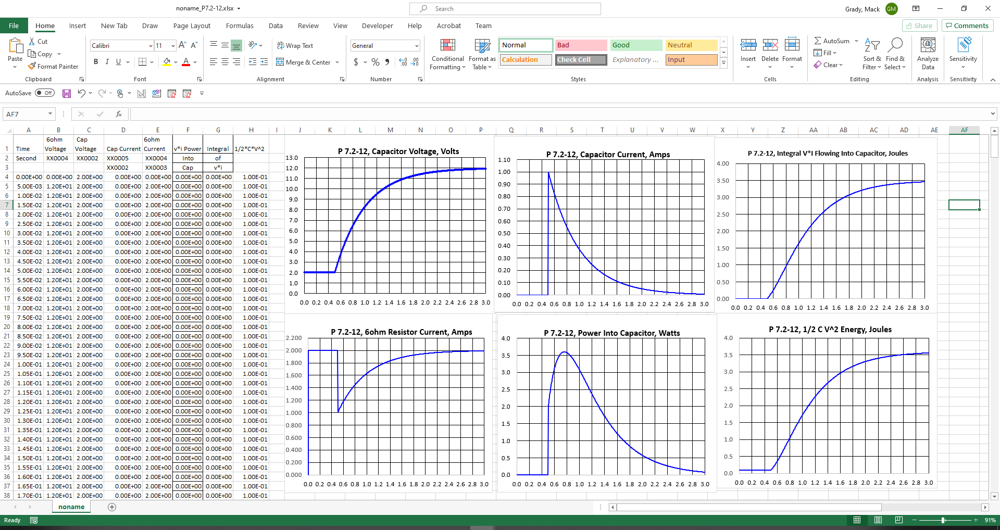 noname_P7.2-12.xlsx
Search
Grady, Mack GM
File Home Insert New Tab Draw Page Layout Formulas Data Review View Developer Help Acrobat Team Share Comments
Paste Cut Copy Format Painter Clipboard
Calibri 11 B I U A A Font
ab Wrap Text Merge & Center Alignment
General $ % Number
Conditional Formatting Format as Table
Normal Bad Good Neutral
Calculation Check Cell Explanatory ... Input
Styles
Insert Delete Format Cells
AutoSum Fill Clear Sort & Filter Find & Select Editing
Analyze Data Analysis
Sensitivity Sensitivity
AutoSave Off
AF7 fx
A B C D E F G H I J K L M N O P Q R S T U V W X Y Z AA AB AC AD AE AF
1 Time 6ohm Voltage Cap Voltage Cap Current 6ohm Current v*i Power Integral 1/2*C*V^2
2 Second XX0004 XX0002 XX0005 XX0004 Into of
3 XX0002 XX0003 Cap v*i
4 0.00E+00 0.00E+00 2.00E+00 0.00E+00 0.00E+00 0.00E+00 0.00E+00 1.00E-01
5 5.00E-03 1.20E+01 2.00E+00 0.00E+00 2.00E+00 0.00E+00 0.00E+00 1.00E-01
6 1.00E-02 1.20E+01 2.00E+00 0.00E+00 2.00E+00 0.00E+00 0.00E+00 1.00E-01
7 1.50E-02 1.20E+01 2.00E+00 0.00E+00 2.00E+00 0.00E+00 0.00E+00 1.00E-01
8 2.00E-02 1.20E+01 2.00E+00 0.00E+00 2.00E+00 0.00E+00 0.00E+00 1.00E-01
9 2.50E-02 1.20E+01 2.00E+00 0.00E+00 2.00E+00 0.00E+00 0.00E+00 1.00E-01
10 3.00E-02 1.20E+01 2.00E+00 0.00E+00 2.00E+00 0.00E+00 0.00E+00 1.00E-01
11 3.50E-02 1.20E+01 2.00E+00 0.00E+00 2.00E+00 0.00E+00 0.00E+00 1.00E-01
12 4.00E-02 1.20E+01 2.00E+00 0.00E+00 2.00E+00 0.00E+00 0.00E+00 1.00E-01
13 4.50E-02 1.20E+01 2.00E+00 0.00E+00 2.00E+00 0.00E+00 0.00E+00 1.00E-01
14 5.00E-02 1.20E+01 2.00E+00 0.00E+00 2.00E+00 0.00E+00 0.00E+00 1.00E-01
15 5.50E-02 1.20E+01 2.00E+00 0.00E+00 2.00E+00 0.00E+00 0.00E+00 1.00E-01
16 6.00E-02 1.20E+01 2.00E+00 0.00E+00 2.00E+00 0.00E+00 0.00E+00 1.00E-01
17 6.50E-02 1.20E+01 2.00E+00 0.00E+00 2.00E+00 0.00E+00 0.00E+00 1.00E-01
18 7.00E-02 1.20E+01 2.00E+00 0.00E+00 2.00E+00 0.00E+00 0.00E+00 1.00E-01
19 7.50E-02 1.20E+01 2.00E+00 0.00E+00 2.00E+00 0.00E+00 0.00E+00 1.00E-01
20 8.00E-02 1.20E+01 2.00E+00 0.00E+00 2.00E+00 0.00E+00 0.00E+00 1.00E-01
21 8.50E-02 1.20E+01 2.00E+00 0.00E+00 2.00E+00 0.00E+00 0.00E+00 1.00E-01
22 9.00E-02 1.20E+01 2.00E+00 0.00E+00 2.00E+00 0.00E+00 0.00E+00 1.00E-01
23 9.50E-02 1.20E+01 2.00E+00 0.00E+00 2.00E+00 0.00E+00 0.00E+00 1.00E-01
24 1.00E-01 1.20E+01 2.00E+00 0.00E+00 2.00E+00 0.00E+00 0.00E+00 1.00E-01
25 1.05E-01 1.20E+01 2.00E+00 0.00E+00 2.00E+00 0.00E+00 0.00E+00 1.00E-01
26 1.10E-01 1.20E+01 2.00E+00 0.00E+00 2.00E+00 0.00E+00 0.00E+00 1.00E-01
27 1.15E-01 1.20E+01 2.00E+00 0.00E+00 2.00E+00 0.00E+00 0.00E+00 1.00E-01
28 1.20E-01 1.20E+01 2.00E+00 0.00E+00 2.00E+00 0.00E+00 0.00E+00 1.00E-01
29 1.25E-01 1.20E+01 2.00E+00 0.00E+00 2.00E+00 0.00E+00 0.00E+00 1.00E-01
30 1.30E-01 1.20E+01 2.00E+00 0.00E+00 2.00E+00 0.00E+00 0.00E+00 1.00E-01
31 1.35E-01 1.20E+01 2.00E+00 0.00E+00 2.00E+00 0.00E+00 0.00E+00 1.00E-01
32 1.40E-01 1.20E+01 2.00E+00 0.00E+00 2.00E+00 0.00E+00 0.00E+00 1.00E-01
33 1.45E-01 1.20E+01 2.00E+00 0.00E+00 2.00E+00 0.00E+00 0.00E+00 1.00E-01
34 1.50E-01 1.20E+01 2.00E+00 0.00E+00 2.00E+00 0.00E+00 0.00E+00 1.00E-01
35 1.55E-01 1.20E+01 2.00E+00 0.00E+00 2.00E+00 0.00E+00 0.00E+00 1.00E-01
36 1.60E-01 1.20E+01 2.00E+00 0.00E+00 2.00E+00 0.00E+00 0.00E+00 1.00E-01
37 1.65E-01 1.20E+01 2.00E+00 0.00E+00 2.00E+00 0.00E+00 0.00E+00 1.00E-01
38 1.70E-01 1.20E+01 2.00E+00 0.00E+00 2.00E+00 0.00E+00 0.00E+00 1.00E-01
P 7.2-12, Capacitor Voltage, Volts
13.0
12.0
11.0
10.0
9.0
8.0
7.0
6.0
5.0
4.0
3.0
2.0
1.0
0.0
0.0 0.2 0.4 0.6 0.8 1.0 1.2 1.4 1.6 1.8 2.0 2.2 2.4 2.6 2.8 3.0
P 7.2-12, Capacitor Current, Amps
1.10
1.00
0.90
0.80
0.70
0.60
0.50
0.40
0.30
0.20
0.10
0.00
0.0 0.2 0.4 0.6 0.8 1.0 1.2 1.4 1.6 1.8 2.0 2.2 2.4 2.6 2.8 3.0
P 7.2-12, Integral V*I Flowing Into Capacitor, Joules
4.00
3.50
3.00
2.50
2.00
1.50
1.00
0.50
0.00
0.0 0.2 0.4 0.6 0.8 1.0 1.2 1.4 1.6 1.8 2.0 2.2 2.4 2.6 2.8 3.0
P 7.2-12, 6ohm Resistor Current, Amps
2.200
2.000
1.800
1.600
1.400
1.200
1.000
0.800
0.600
0.400
0.200
0.000
0.0 0.2 0.4 0.6 0.8 1.0 1.2 1.4 1.6 1.8 2.0 2.2 2.4 2.6 2.8 3.0
P 7.2-12, Power Into Capacitor, Watts
4.0
3.5
3.0
2.5
2.0
1.5
1.0
0.5
0.0
0.0 0.2 0.4 0.6 0.8 1.0 1.2 1.4 1.6 1.8 2.0 2.2 2.4 2.6 2.8 3.0
P 7.2-12, 1/2 C V^2 Energy, Joules
4.0
3.5
3.0
2.5
2.0
1.5
1.0
0.5
0.0
0.0 0.2 0.4 0.6 0.8 1.0 1.2 1.4 1.6 1.8 2.0 2.2 2.4 2.6 2.8 3.0
noname
Ready 91%